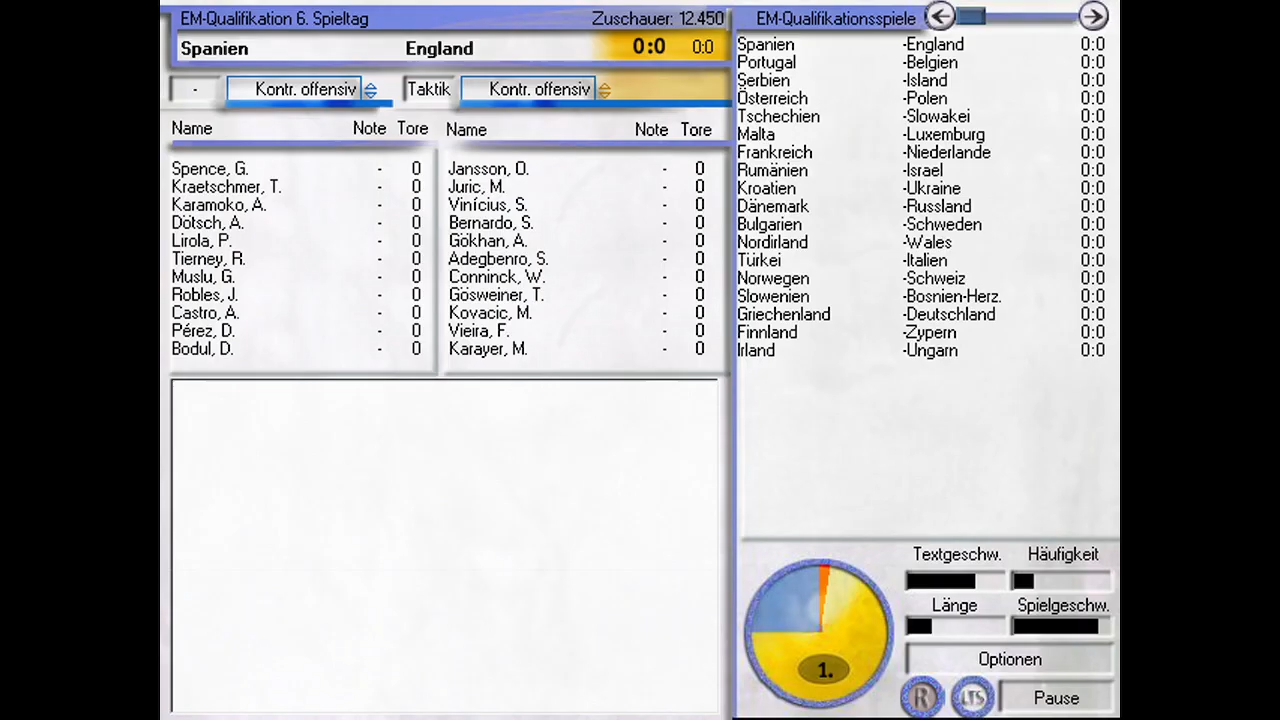 EM-Qualifikation 6. Spieltag Zuschauer: 12.450
Spanien England 0:0 0:0
- Kontr. offensiv Taktik Kontr. offensiv
Name Note Tore Name Note Tore
Spence, G. - 0 Jansson, O. - 0
Kraetschmer, T. - 0 Juric, M. - 0
Karamoko, A. - 0 Vinícius, S. - 0
Dötsch, A. - 0 Bernardo, S. - 0
Lirola, P. - 0 Gökhan, A. - 0
Tierney, R. - 0 Adegbenro, S. - 0
Muslu, G. - 0 Conninck, W. - 0
Robles, J. - 0 Gösweiner, T. - 0
Castro, A. - 0 Kovacic, M. - 0
Pérez, D. - 0 Vieira, F. - 0
Bodul, D. - 0 Karayer, M. - 0
EM-Qualifikationsspiele
Spanien -England 0:0
Portugal -Belgien 0:0
Serbien -Island 0:0
Österreich -Polen 0:0
Tschechien -Slowakei 0:0
Malta -Luxemburg 0:0
Frankreich -Niederlande 0:0
Rumänien -Israel 0:0
Kroatien -Ukraine 0:0
Dänemark -Russland 0:0
Bulgarien -Schweden 0:0
Nordirland -Wales 0:0
Türkei -Italien 0:0
Norwegen -Schweiz 0:0
Slowenien -Bosnien-Herz. 0:0
Griechenland -Deutschland 0:0
Finnland -Zypern 0:0
Irland -Ungarn 0:0
Textgeschw. Häufigkeit
Länge Spielgeschw.
1.
Optionen
R LTS Pause